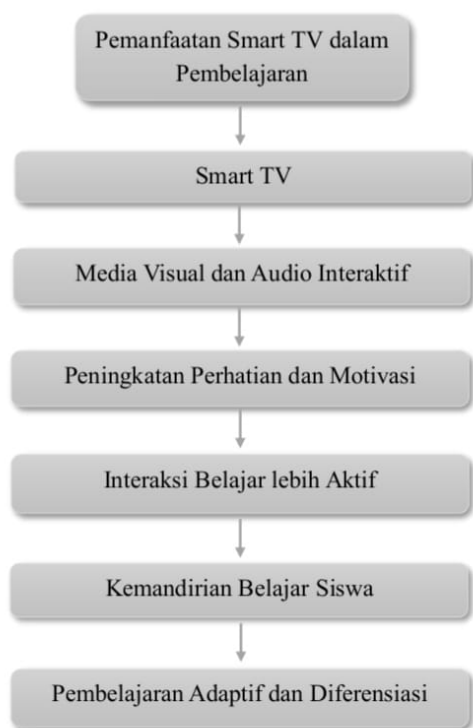 Pemanfaatan Smart TV dalam
Pembelajaran
Smart TV
Media Visual dan Audio Interaktif
Peningkatan Perhatian dan Motivasi
Interaksi Belajar lebih Aktif
Kemandirian Belajar Siswa
Pembelajaran Adaptif dan Diferensiasi